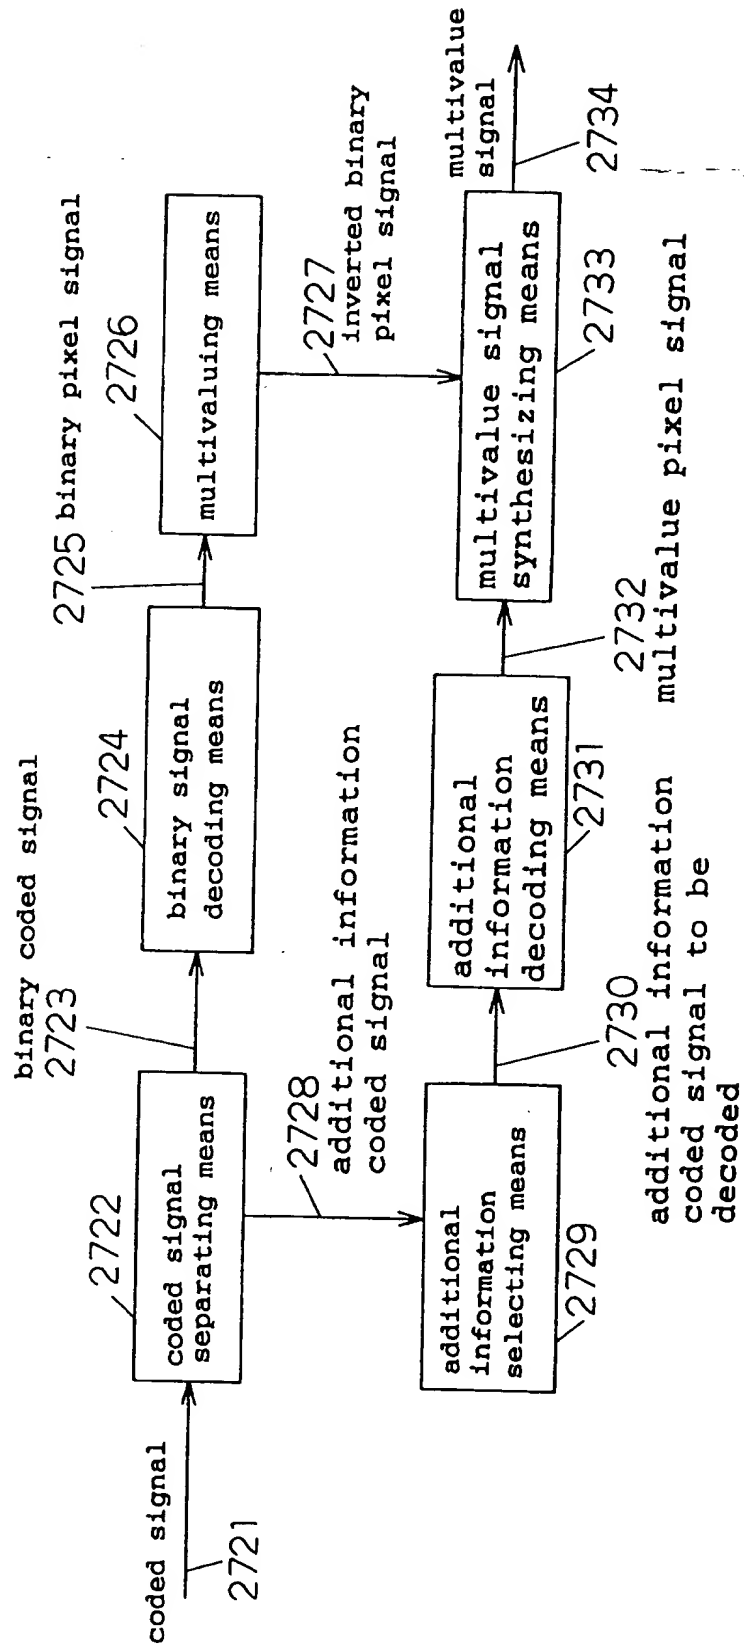 coded signal
2721
2722
coded signal
separating means
binary coded signal
2723
2724
binary signal
decoding means
2725 binary pixel signal
2726
multivaluing means
2727
inverted binary
pixel signal
2728
additional information
coded signal
additional
information
selecting means
2729
2730
additional information
coded signal to be
decoded
additional
information
decoding means
2731
2732
multivalue pixel signal
multivalue signal
synthesizing means
2733
multivalue
signal
2734